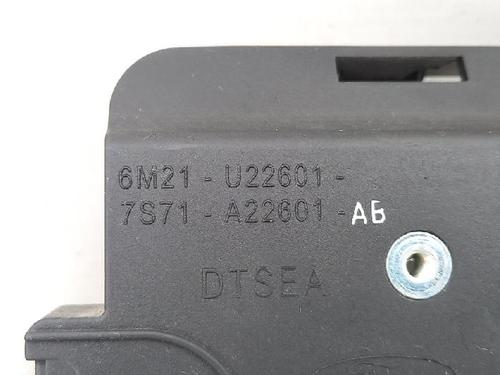 6M21 - U22601 -
7S71 - A22601 - AБ
DTSEA